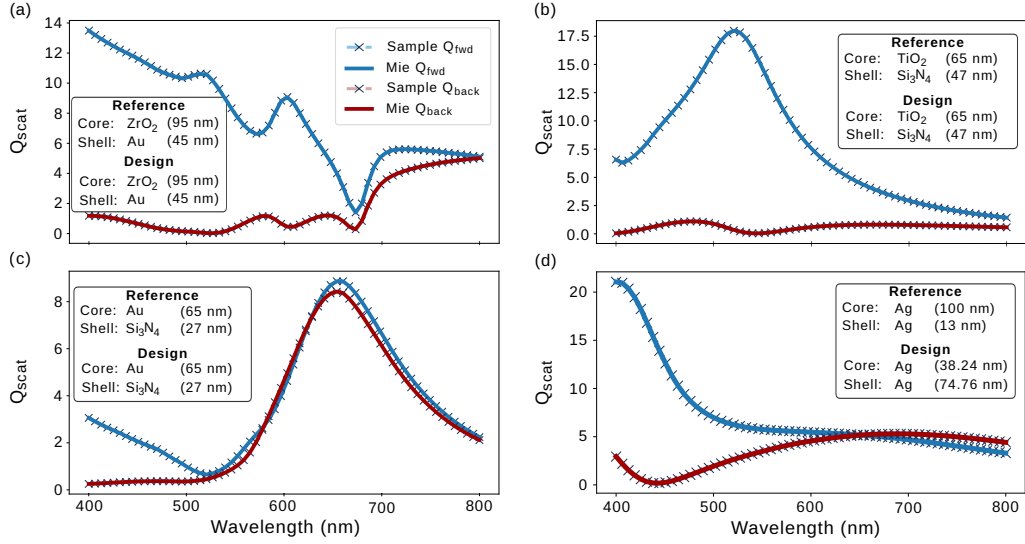 (a)
14
12
10
8
6
4
2
0
Qscat
Sample Qfwd
Mie Qfwd
Sample Qback
Mie Qback
Reference
Core: ZrO2 (95 nm)
Shell: Au (45 nm)
Design
Core: ZrO2 (95 nm)
Shell: Au (45 nm)
(b)
17.5
15.0
12.5
10.0
7.5
5.0
2.5
0.0
Qscat
Reference
Core: TiO2 (65 nm)
Shell: Si3N4 (47 nm)
Design
Core: TiO2 (65 nm)
Shell: Si3N4 (47 nm)
(c)
8
6
4
2
0
Qscat
Reference
Core: Au (65 nm)
Shell: Si3N4 (27 nm)
Design
Core: Au (65 nm)
Shell: Si3N4 (27 nm)
400 500 600 700 800
Wavelength (nm)
(d)
20
15
10
5
0
Qscat
Reference
Core: Ag (100 nm)
Shell: Ag (13 nm)
Design
Core: Ag (38.24 nm)
Shell: Ag (74.76 nm)
400 500 600 700 800
Wavelength (nm)